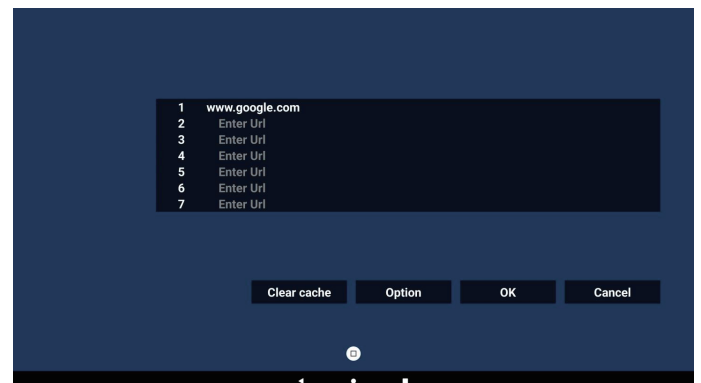 1 www.google.com
2 Enter Url
3 Enter Url
4 Enter Url
5 Enter Url
6 Enter Url
7 Enter Url
Clear cache Option OK Cancel